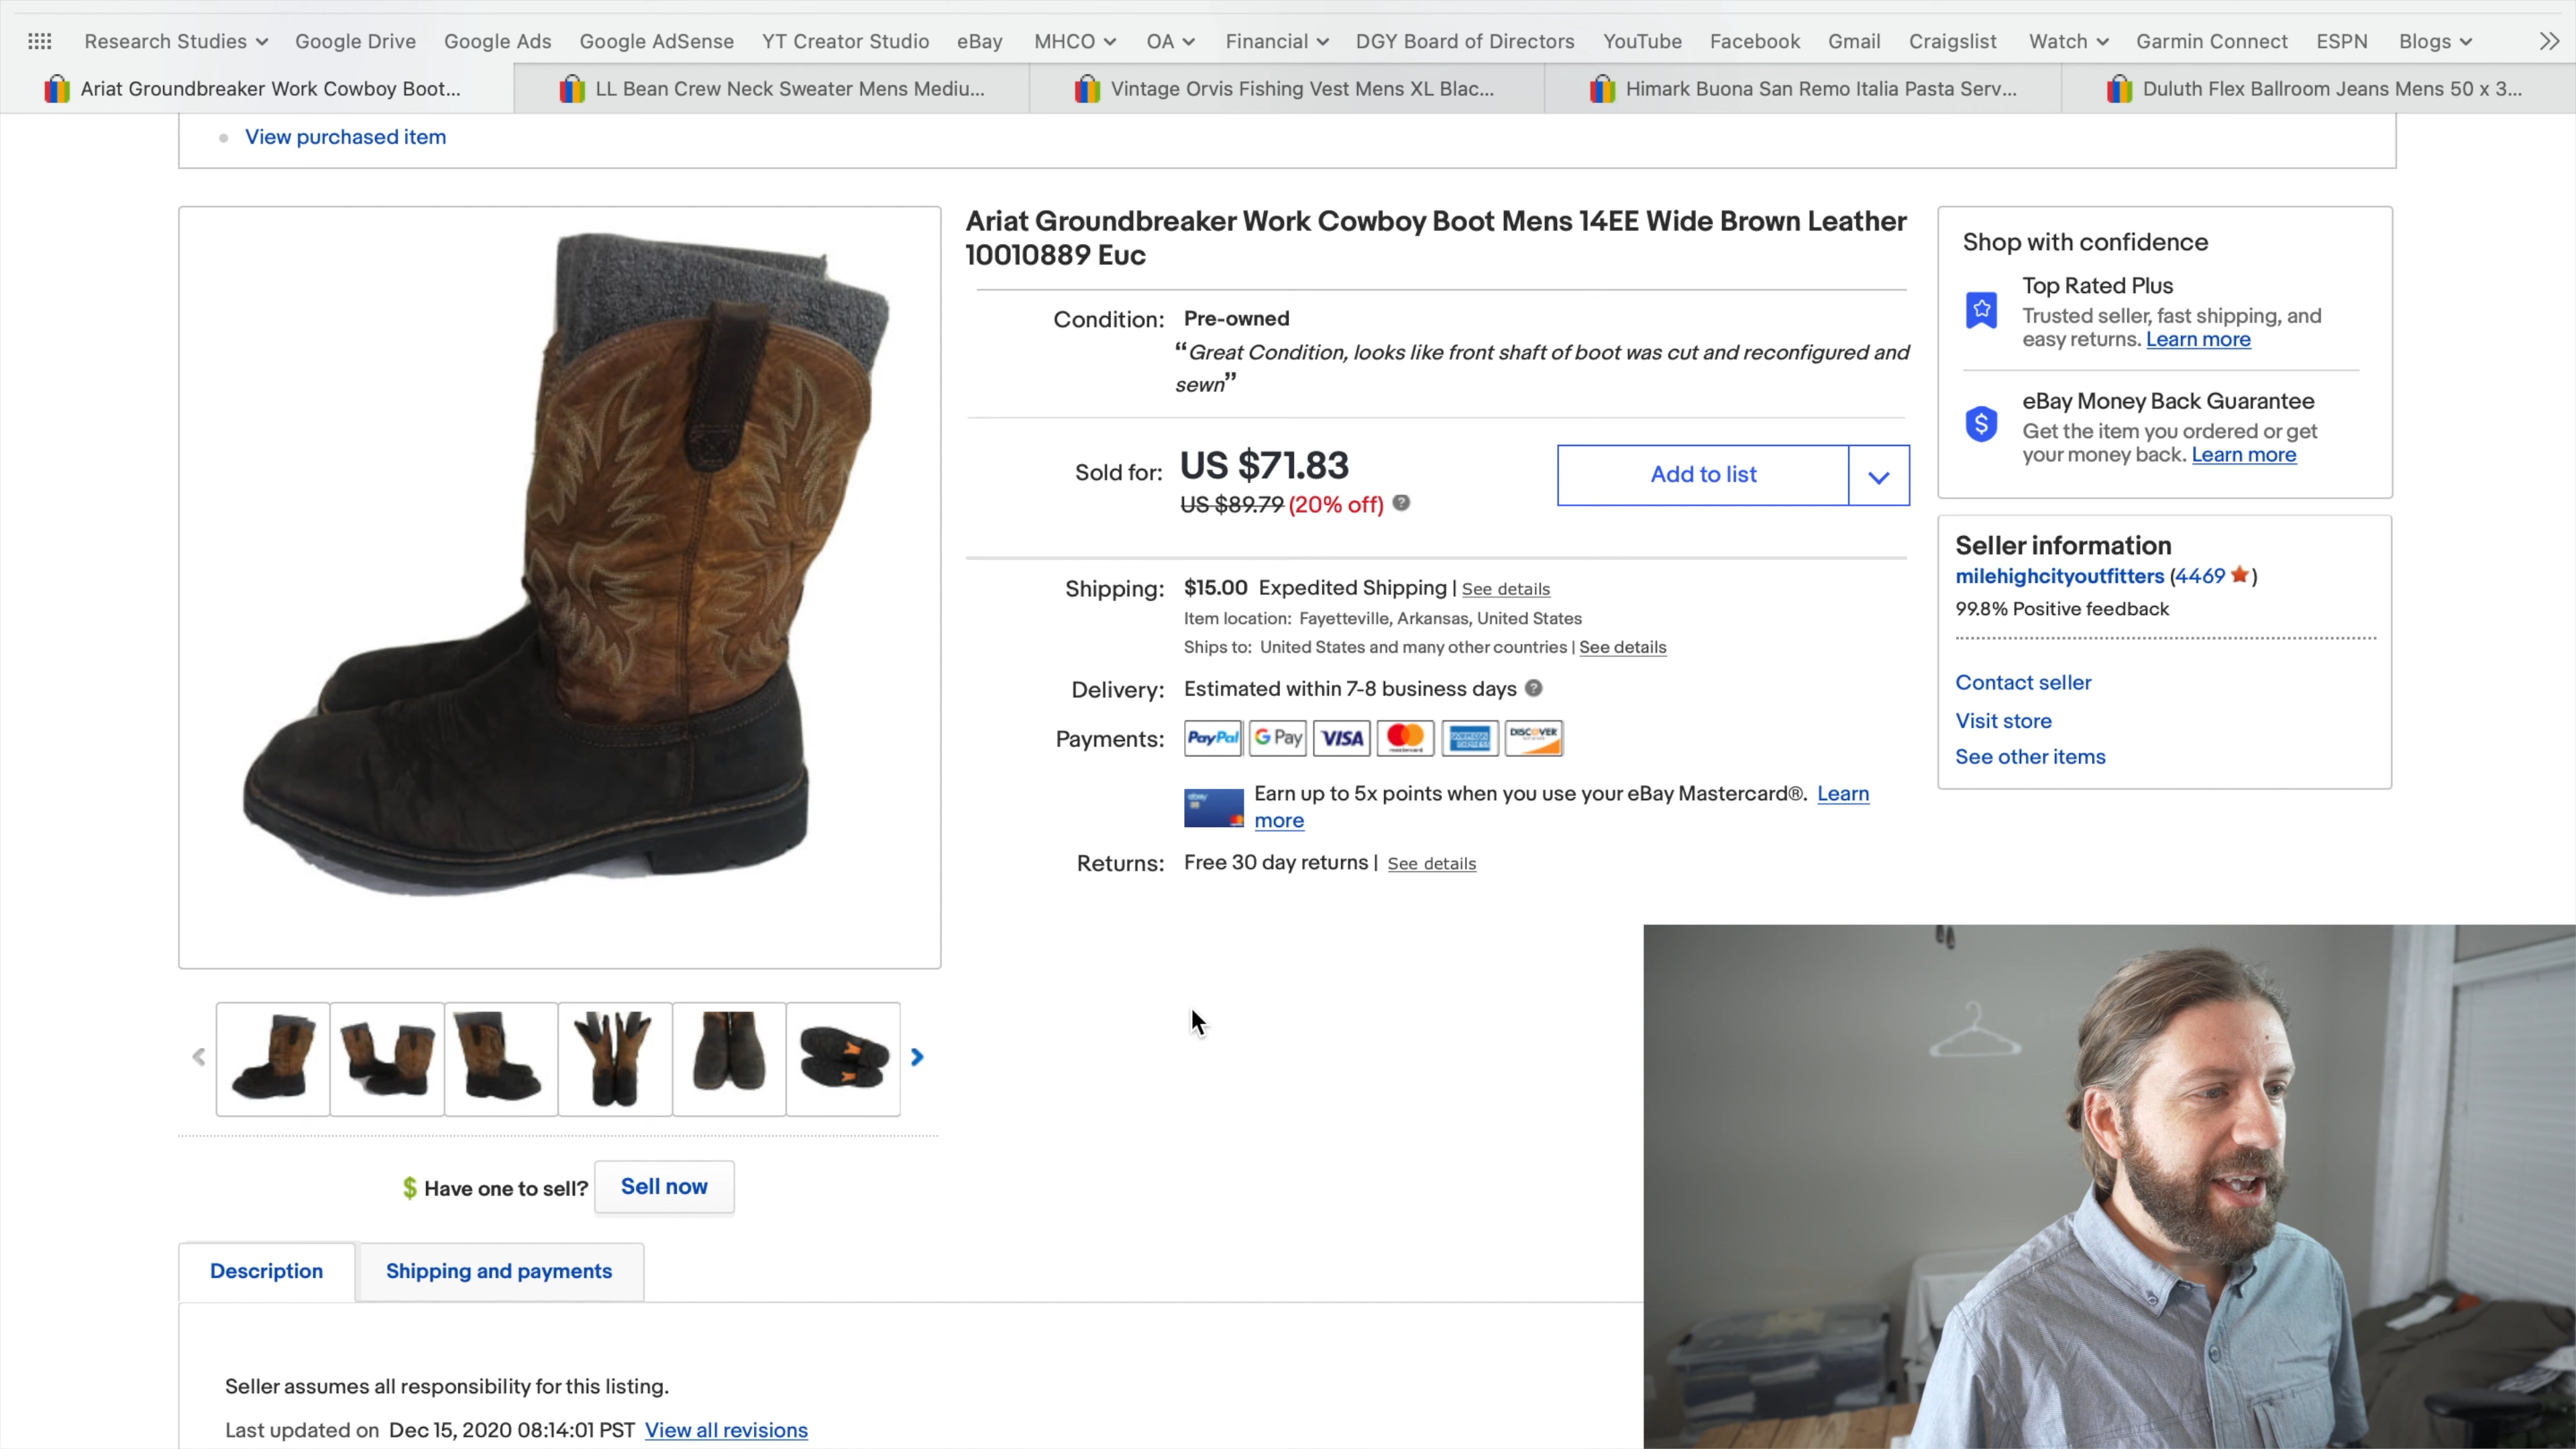 Research Studies Google Drive Google Ads Google AdSense YT Creator Studio eBay MHCO OA Financial DGY Board of Directors YouTube Facebook Gmail Craigslist Watch Garmin Connect ESPN Blogs
Ariat Groundbreaker Work Cowboy Boot... LL Bean Crew Neck Sweater Mens Mediu... Vintage Orvis Fishing Vest Mens XL Blac... Himark Buona San Remo Italia Pasta Serv... Duluth Flex Ballroom Jeans Mens 50 x 3...
View purchased item
Ariat Groundbreaker Work Cowboy Boot Mens 14EE Wide Brown Leather
10010889 Euc
Condition: Pre-owned
“Great Condition, looks like front shaft of boot was cut and reconfigured and
sewn”
Sold for: US $71.83
US $89.79 (20% off)
Add to list
Shipping: $15.00 Expedited Shipping | See details
Item location: Fayetteville, Arkansas, United States
Ships to: United States and many other countries | See details
Delivery: Estimated within 7-8 business days
Payments: PayPal G Pay VISA mastercard AMERICAN EXPRESS DISCOVER
ebay
Earn up to 5x points when you use your eBay Mastercard®. Learn
more
Returns: Free 30 day returns | See details
Shop with confidence
Top Rated Plus
Trusted seller, fast shipping, and
easy returns. Learn more
eBay Money Back Guarantee
Get the item you ordered or get
your money back. Learn more
Seller information
milehighcityoutfitters (4469)
99.8% Positive feedback
Contact seller
Visit store
See other items
$ Have one to sell? Sell now
Description Shipping and payments
Seller assumes all responsibility for this listing.
Last updated on Dec 15, 2020 08:14:01 PST View all revisions